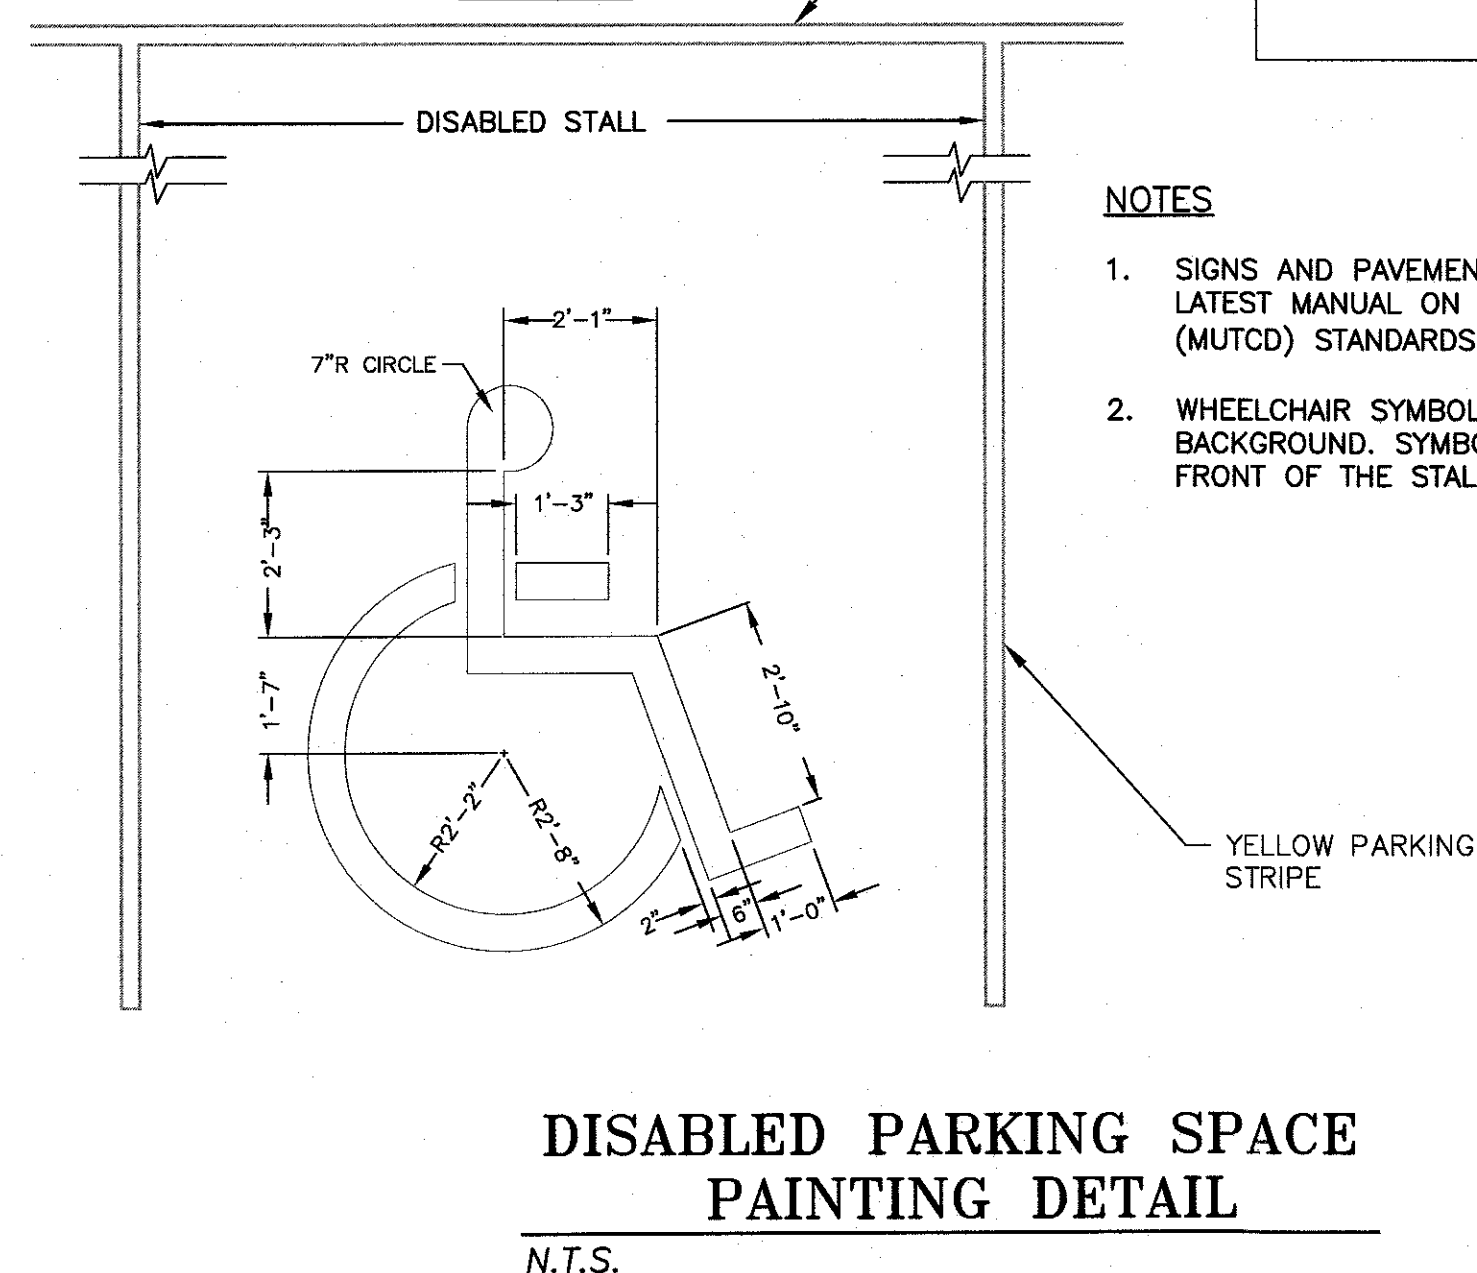 DISABLED STALL
NOTES
1. SIGNS AND PAVEMEN
LATEST MANUAL ON
(MUTCD) STANDARDS
2. WHEELCHAIR SYMBOL
BACKGROUND. SYMBO
FRONT OF THE STAL
2'-1"
7"R CIRCLE
1'-3"
2'-3"
1'-7"
2'-10"
R2'-2"
R2'-8"
2"
6"
1'-0"
YELLOW PARKING
STRIPE
DISABLED PARKING SPACE
PAINTING DETAIL
N.T.S.